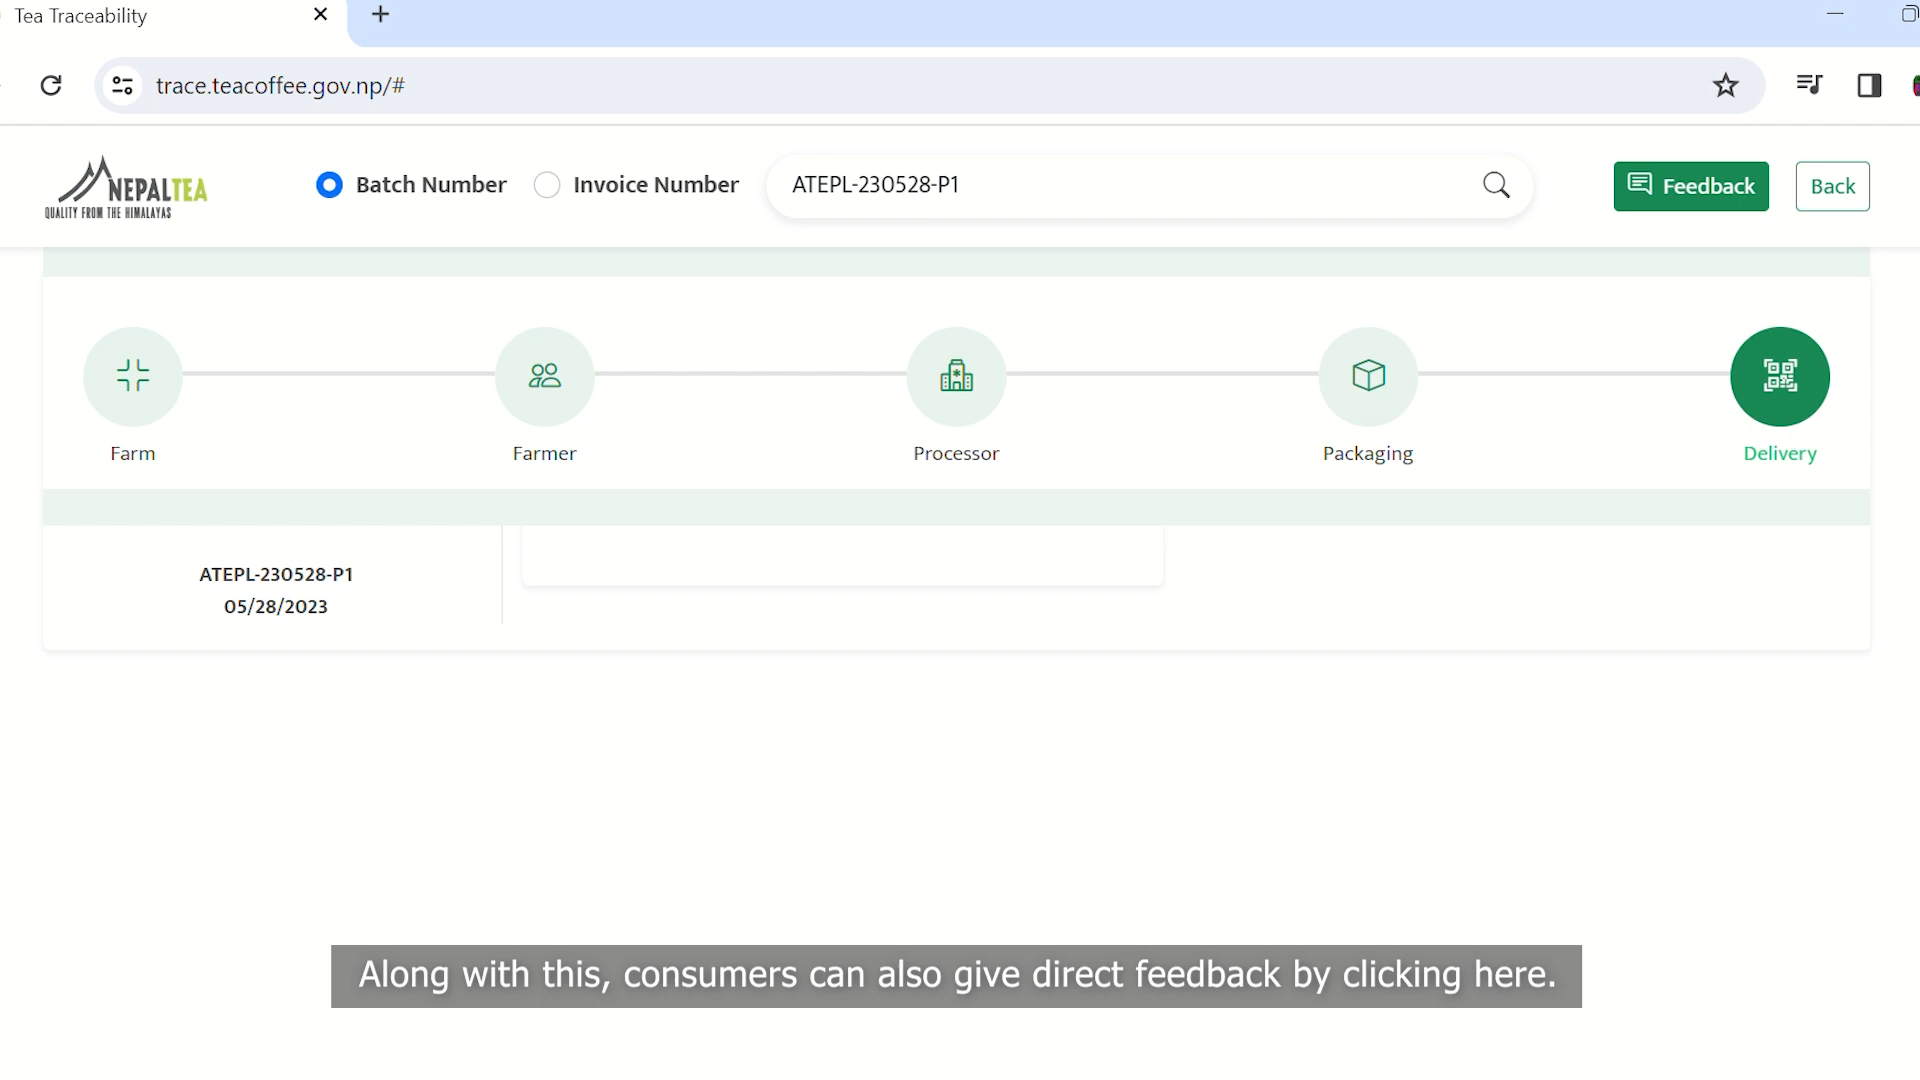 Tea Traceability
trace.teacoffee.gov.np/#
NEPALTEA
QUALITY FROM THE HIMALAYAS
Batch Number
Invoice Number
ATEPL-230528-P1
Feedback
Back
Farm
Farmer
Processor
Packaging
Delivery
ATEPL-230528-P1
05/28/2023
Along with this, consumers can also give direct feedback by clicking here.